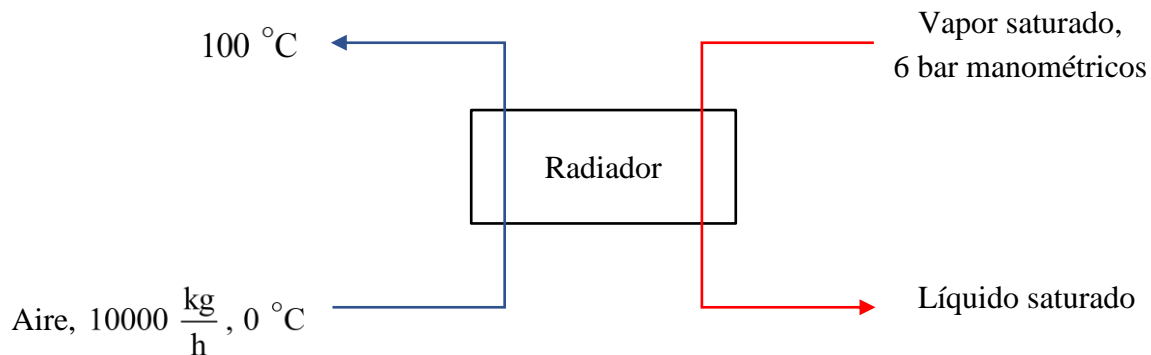 100 °C
Vapor saturado,
6 bar manométricos
Radiador
Aire, 10000 kg/h, 0 °C
Líquido saturado